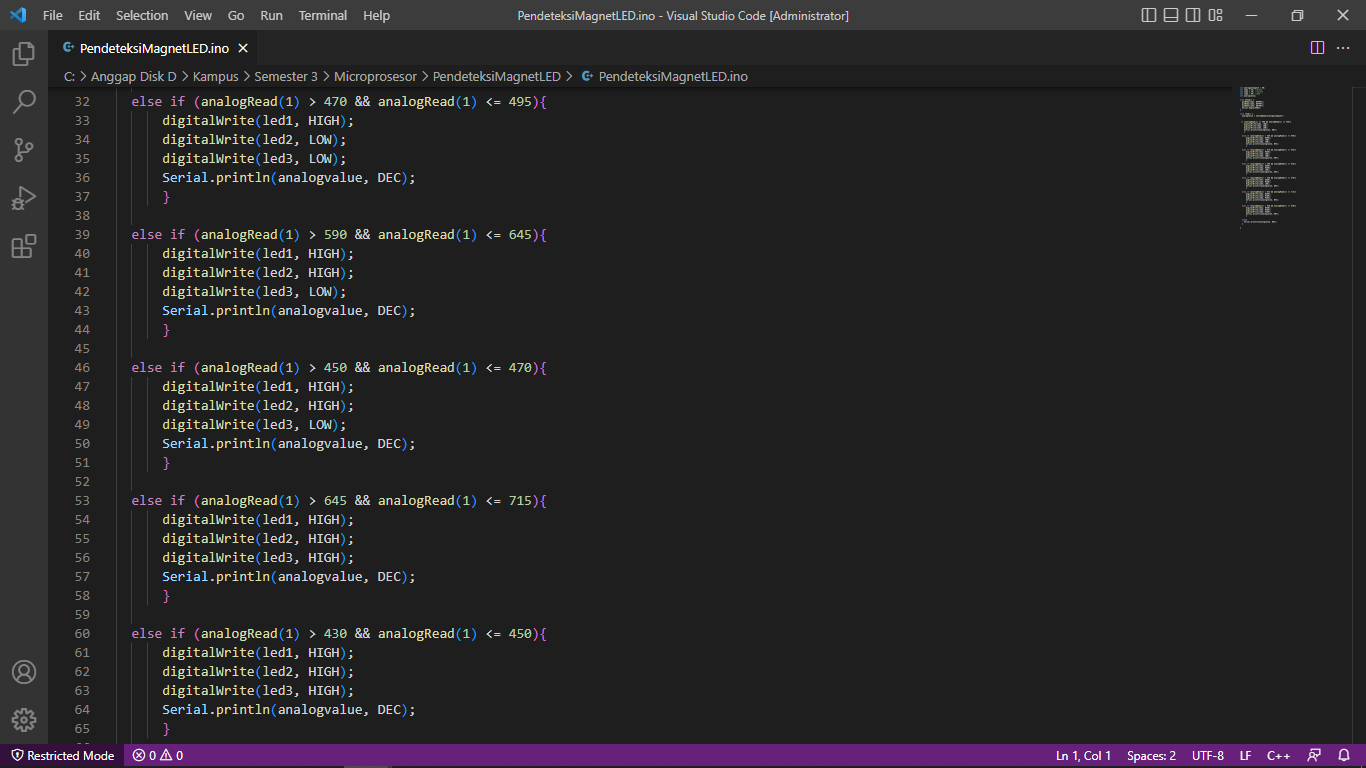 File Edit Selection View Go Run Terminal Help PendeteksiMagnetLED.ino - Visual Studio Code [Administrator]
PendeteksiMagnetLED.ino
C: > Anggap Disk D > Kampus > Semester 3 > Microprosesor > PendeteksiMagnetLED > PendeteksiMagnetLED.ino
32 else if (analogRead(1) > 470 && analogRead(1) <= 495){
33 digitalWrite(led1, HIGH);
34 digitalWrite(led2, LOW);
35 digitalWrite(led3, LOW);
36 Serial.println(analogvalue, DEC);
37 }
38
39 else if (analogRead(1) > 590 && analogRead(1) <= 645){
40 digitalWrite(led1, HIGH);
41 digitalWrite(led2, HIGH);
42 digitalWrite(led3, LOW);
43 Serial.println(analogvalue, DEC);
44 }
45
46 else if (analogRead(1) > 450 && analogRead(1) <= 470){
47 digitalWrite(led1, HIGH);
48 digitalWrite(led2, HIGH);
49 digitalWrite(led3, LOW);
50 Serial.println(analogvalue, DEC);
51 }
52
53 else if (analogRead(1) > 645 && analogRead(1) <= 715){
54 digitalWrite(led1, HIGH);
55 digitalWrite(led2, HIGH);
56 digitalWrite(led3, HIGH);
57 Serial.println(analogvalue, DEC);
58 }
59
60 else if (analogRead(1) > 430 && analogRead(1) <= 450){
61 digitalWrite(led1, HIGH);
62 digitalWrite(led2, HIGH);
63 digitalWrite(led3, HIGH);
64 Serial.println(analogvalue, DEC);
65 }
Restricted Mode 0 0 Ln 1, Col 1 Spaces: 2 UTF-8 LF C++